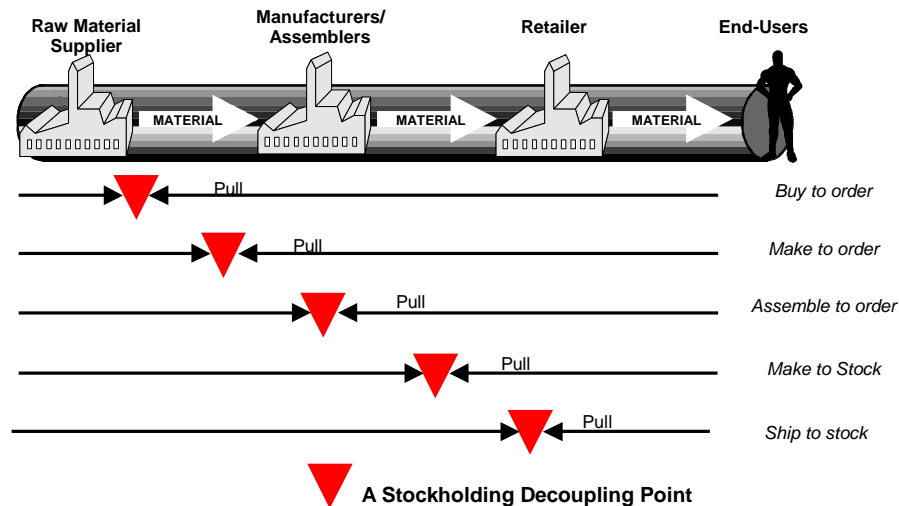 Raw Material
Supplier
Manufacturers/
Assemblers
Retailer
End-Users
MATERIAL
MATERIAL
MATERIAL
Pull
Buy to order
Pull
Make to order
Pull
Assemble to order
Pull
Make to Stock
Pull
Ship to stock
A Stockholding Decoupling Point